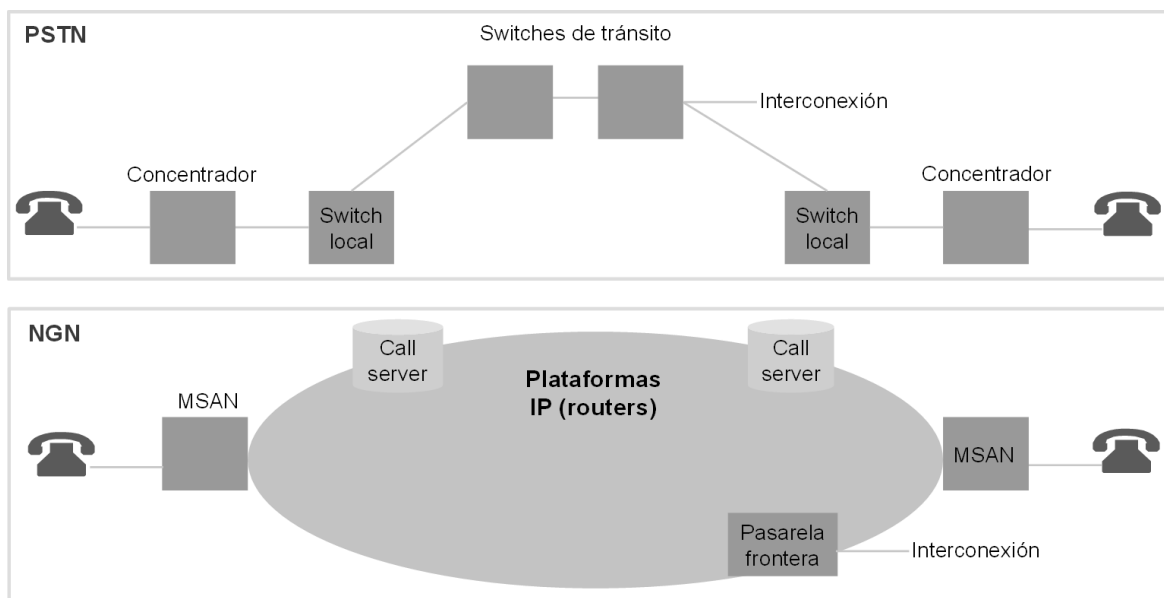 PSTN
Switches de tránsito
Interconexión
Concentrador
Concentrador
Switch
local
Switch
local
NGN
Call
server
Call
server
Plataformas
IP (routers)
MSAN
MSAN
Pasarela
frontera
Interconexión